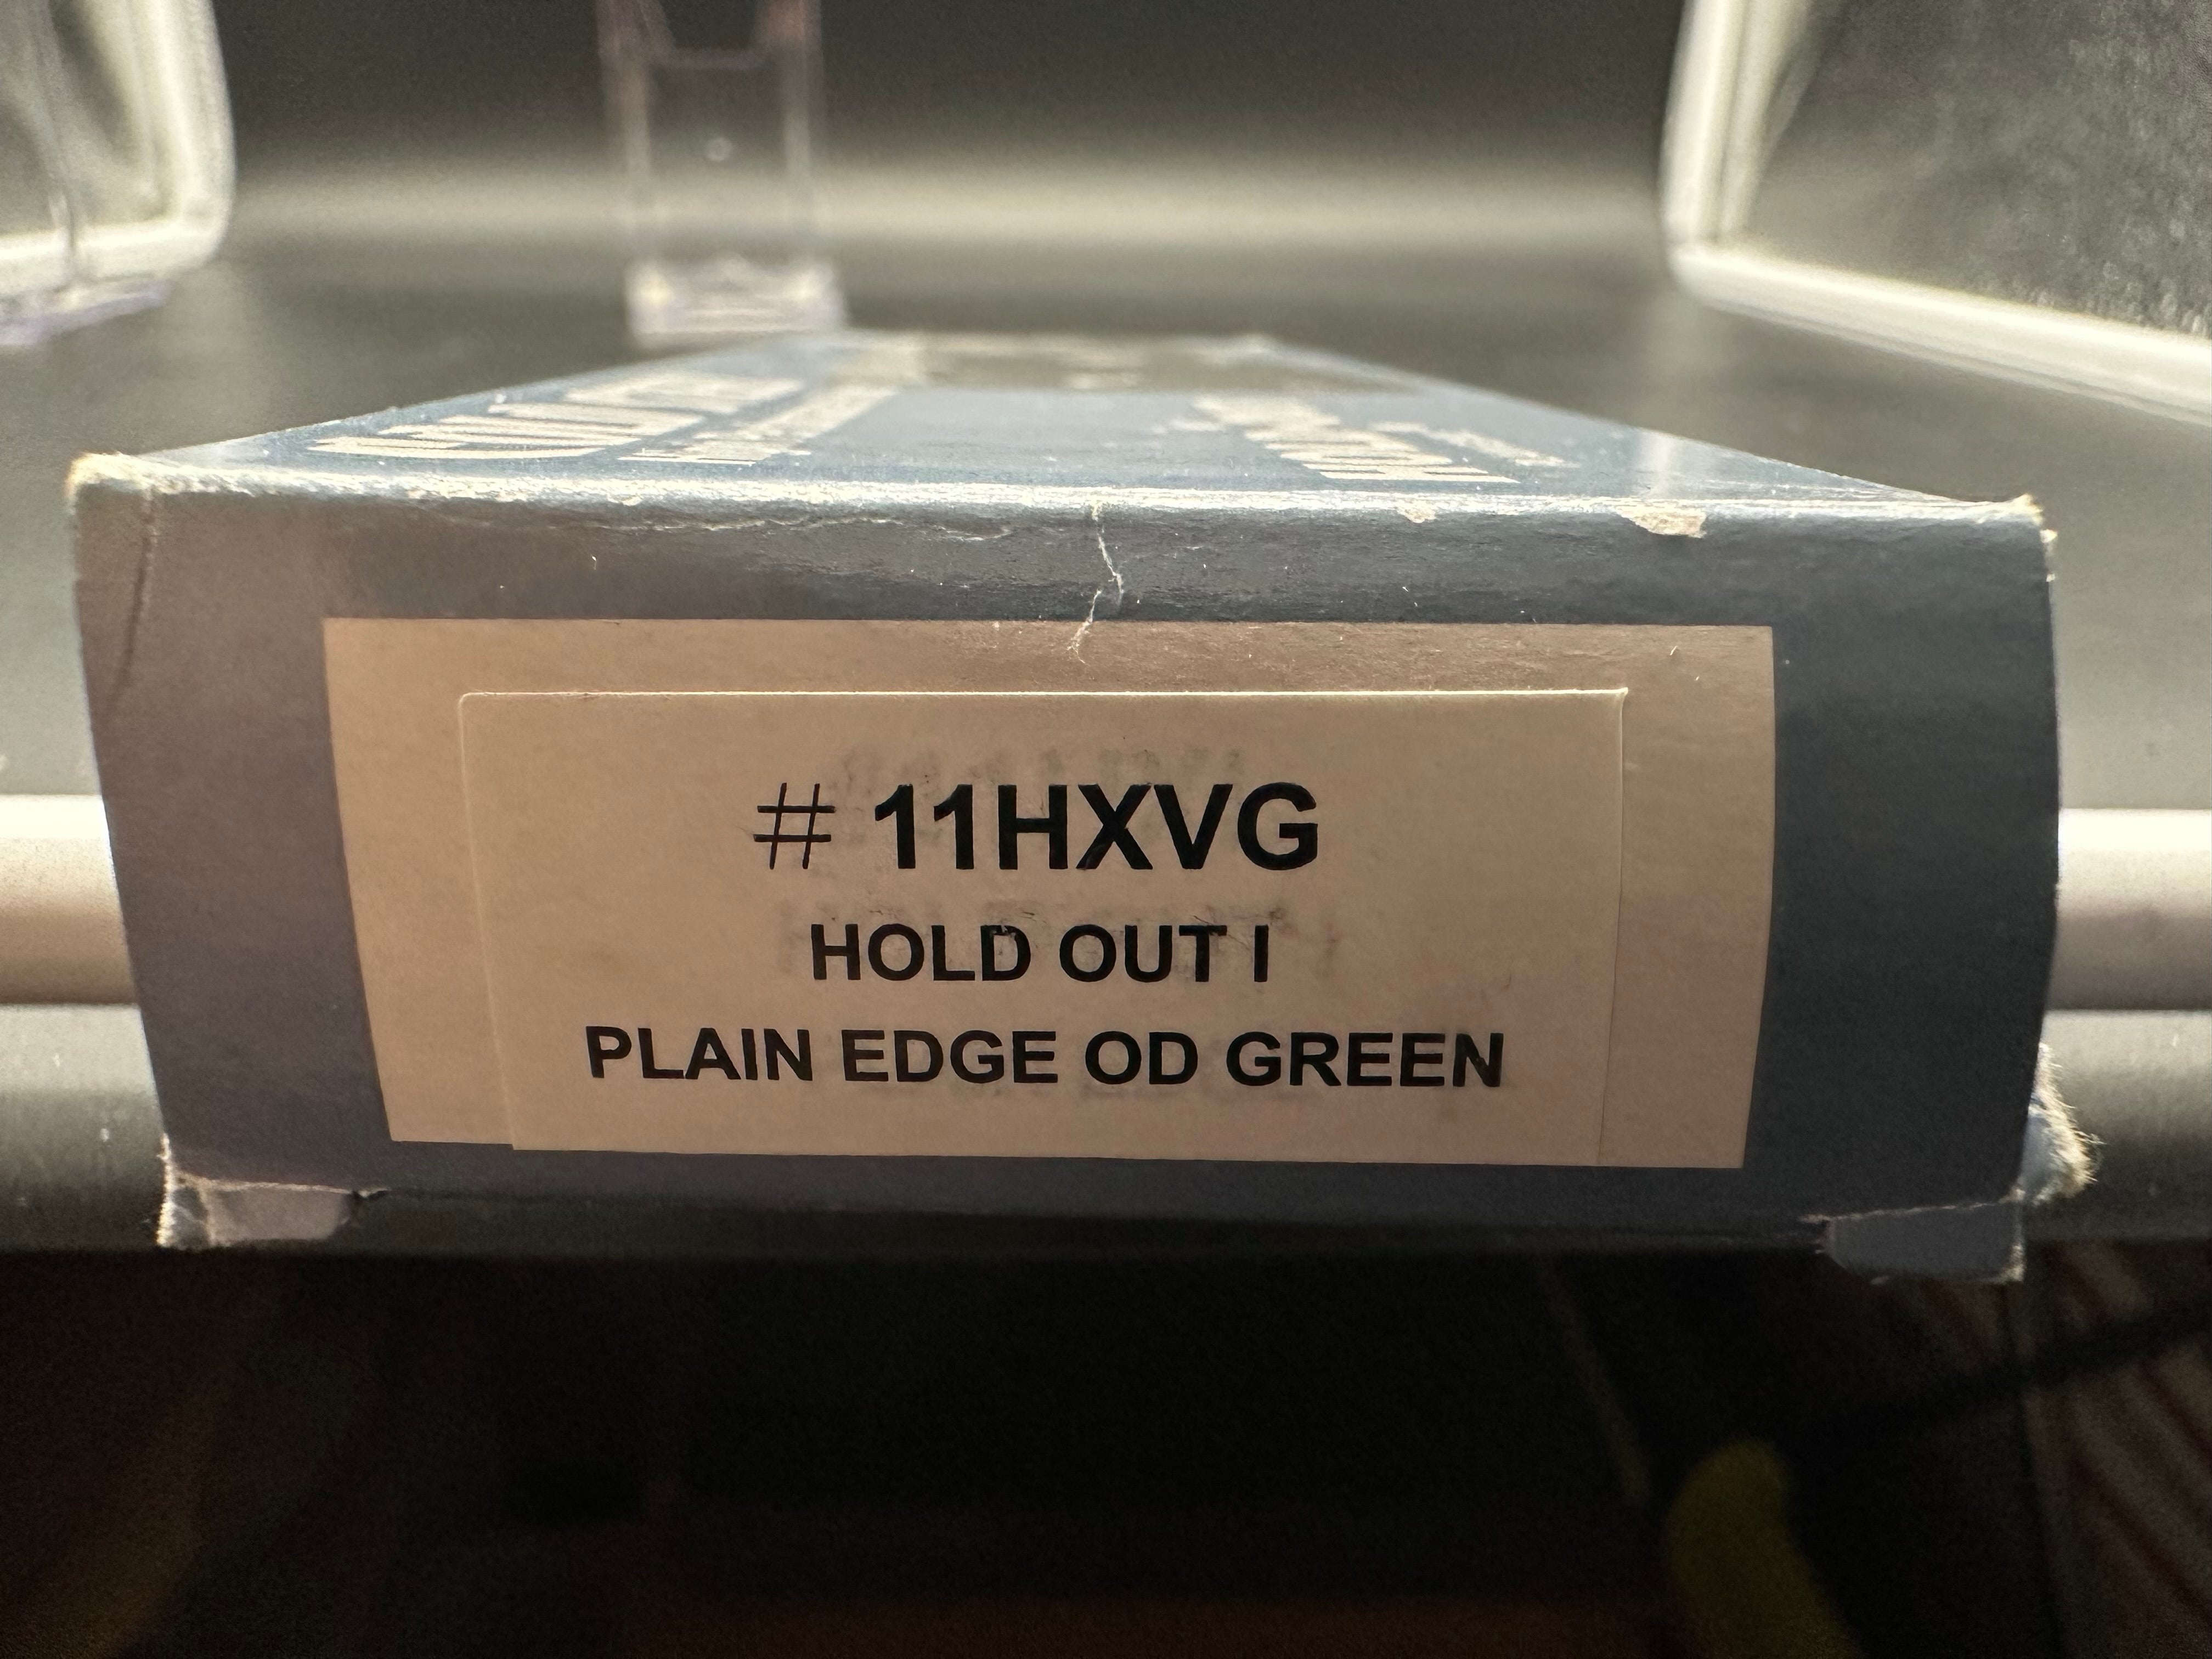 # 11HXVG
HOLD OUT I
PLAIN EDGE OD GREEN